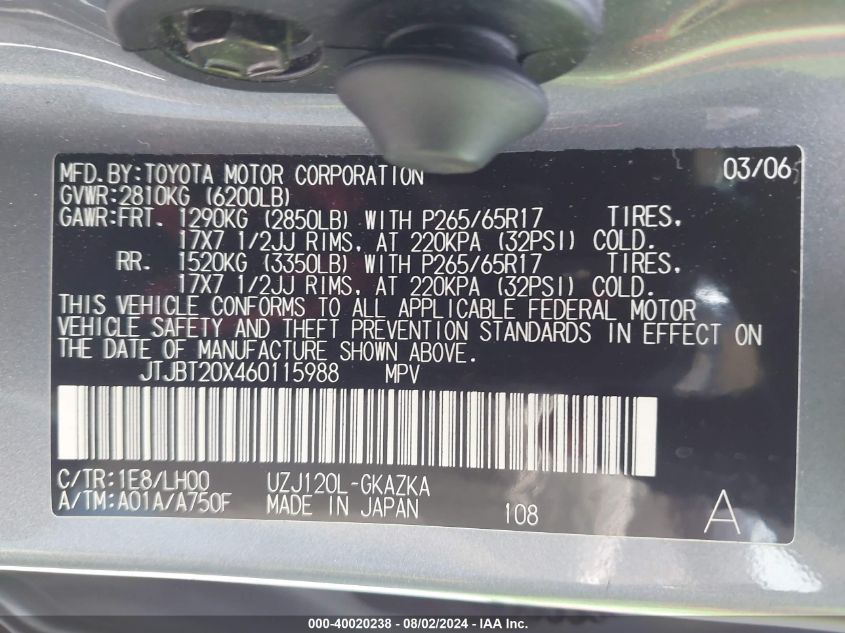 MFD. BY: TOYOTA MOTOR CORPORATION 03/06
GVWR: 2810KG (6200LB)
GAWR: FRT. 1290KG (2850LB) WITH P265/65R17 TIRES,
17X7 1/2JJ RIMS, AT 220KPA (32PSI) COLD.
RR. 1520KG (3350LB) WITH P265/65R17 TIRES,
17X7 1/2JJ RIMS, AT 220KPA (32PSI) COLD.
THIS VEHICLE CONFORMS TO ALL APPLICABLE FEDERAL MOTOR
VEHICLE SAFETY AND THEFT PREVENTION STANDARDS IN EFFECT ON
THE DATE OF MANUFACTURE SHOWN ABOVE.
JTJBT20X460115988 MPV
C/TR: 1E8/LH00 UZJ120L-GKAZKA
A/TM: A01A/A750F MADE IN JAPAN 108 A
000-40020238 - 08/02/2024 - IAA Inc.